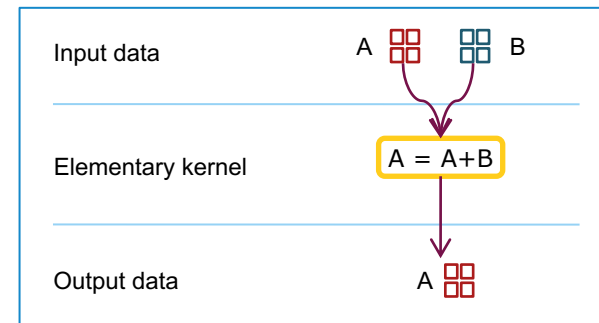 Input data A B
Elementary kernel A = A+B
Output data A